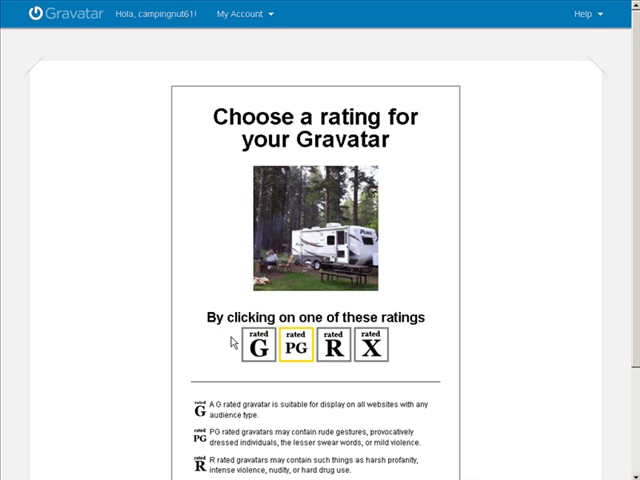 Gravatar Hola, campingnut61! My Account Help
Choose a rating for
your Gravatar
By clicking on one of these ratings
rated G rated PG rated R rated X
rated G A G rated gravatar is suitable for display on all websites with any
audience type.
rated PG PG rated gravatars may contain rude gestures, provocatively
dressed individuals, the lesser swear words, or mild violence.
rated R R rated gravatars may contain such things as harsh profanity,
intense violence, nudity, or hard drug use.